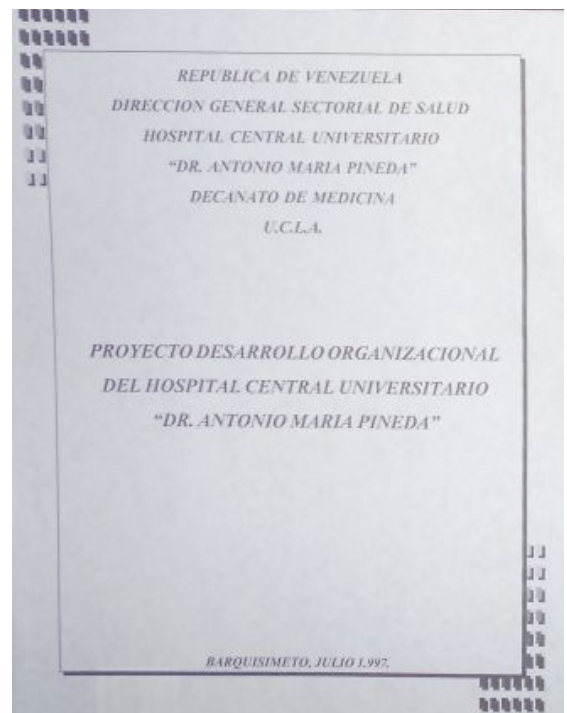 REPUBLICA DE VENEZUELA
DIRECCION GENERAL SECTORIAL DE SALUD
HOSPITAL CENTRAL UNIVERSITARIO
“DR. ANTONIO MARIA PINEDA”
DECANATO DE MEDICINA
U.C.L.A.
PROYECTO DESARROLLO ORGANIZACIONAL
DEL HOSPITAL CENTRAL UNIVERSITARIO
“DR. ANTONIO MARIA PINEDA”
BARQUISIMETO, JULIO 1.997.